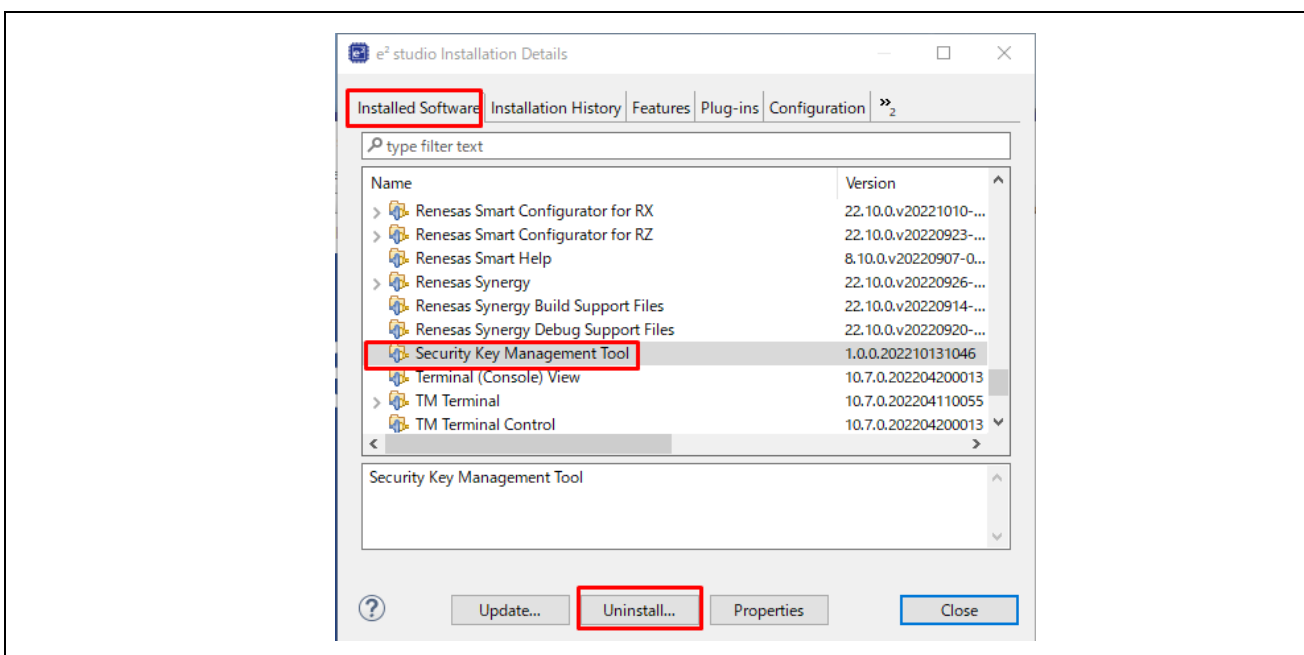 e² studio Installation Details
Installed Software Installation History Features Plug-ins Configuration »2
type filter text
Name Version
Renesas Smart Configurator for RX 22.10.0.v20221010-...
Renesas Smart Configurator for RZ 22.10.0.v20220923-...
Renesas Smart Help 8.10.0.v20220907-0...
Renesas Synergy 22.10.0.v20220926-...
Renesas Synergy Build Support Files 22.10.0.v20220914-...
Renesas Synergy Debug Support Files 22.10.0.v20220920-...
Security Key Management Tool 1.0.0.202210131046
Terminal (Console) View 10.7.0.202204200013
TM Terminal 10.7.0.202204110055
TM Terminal Control 10.7.0.202204200013
Security Key Management Tool
? Update... Uninstall... Properties Close